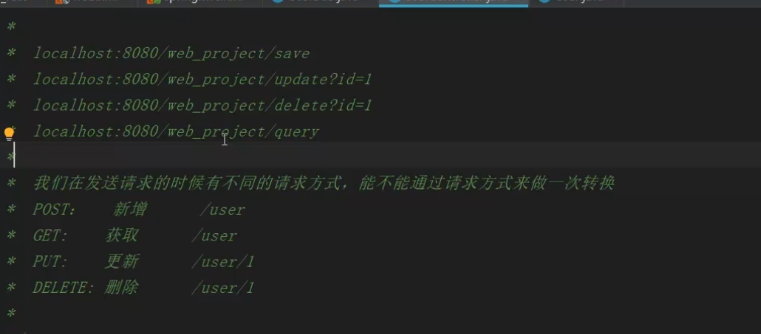 *
* localhost:8080/web_project/save
* localhost:8080/web_project/update?id=1
* localhost:8080/web_project/delete?id=1
* localhost:8080/web_project/query
*
* 我们在发送请求的时候有不同的请求方式，能不能通过请求方式来做一次转换
* POST: 新增 /user
* GET: 获取 /user
* PUT: 更新 /user/1
* DELETE: 删除 /user/1
*